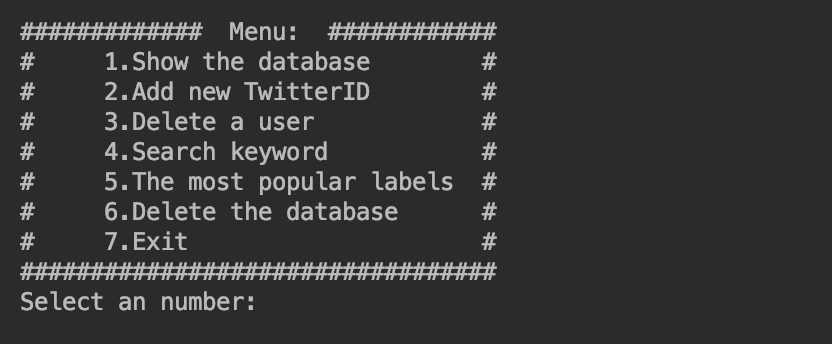 #############  Menu:  ############
#     1.Show the database        #
#     2.Add new TwitterID        #
#     3.Delete a user            #
#     4.Search keyword           #
#     5.The most popular labels  #
#     6.Delete the database      #
#     7.Exit                     #
##################################
Select an number: